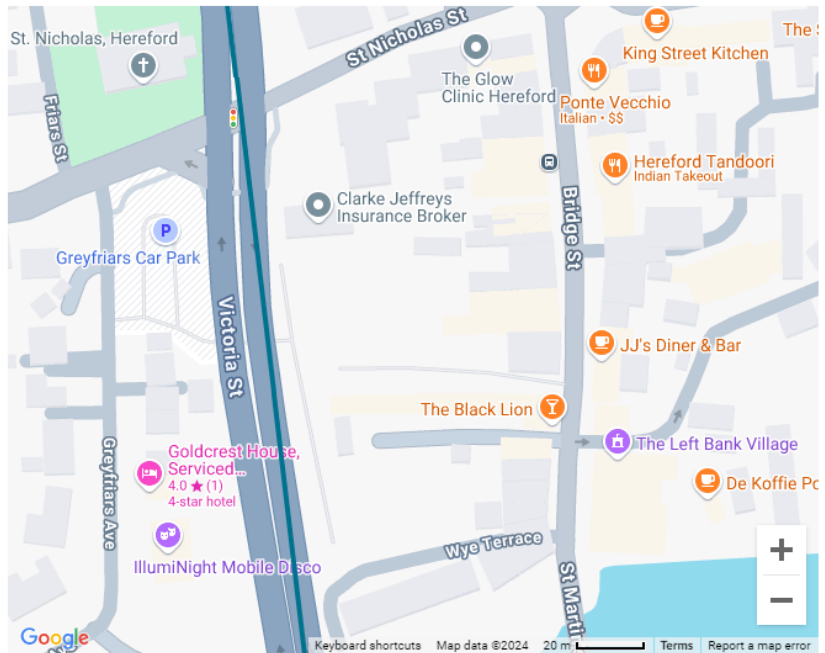 St. Nicholas, Hereford
St Nicholas St
King Street Kitchen
The
The Glow
Clinic Hereford
Ponte Vecchio
Italian • $$
Friars St
Hereford Tandoori
Indian Takeout
Clarke Jeffreys
Insurance Broker
Bridge St
P
Greyfriars Car Park
Victoria St
JJ's Diner & Bar
The Black Lion
The Left Bank Village
Goldcrest House,
Serviced...
4.0 ★ (1)
4-star hotel
Greyfriars Ave
De Koffie Po
Wye Terrace
IllumiNight Mobile Disco
St Martin
Google
Keyboard shortcuts Map data ©2024 20 m Terms Report a map error